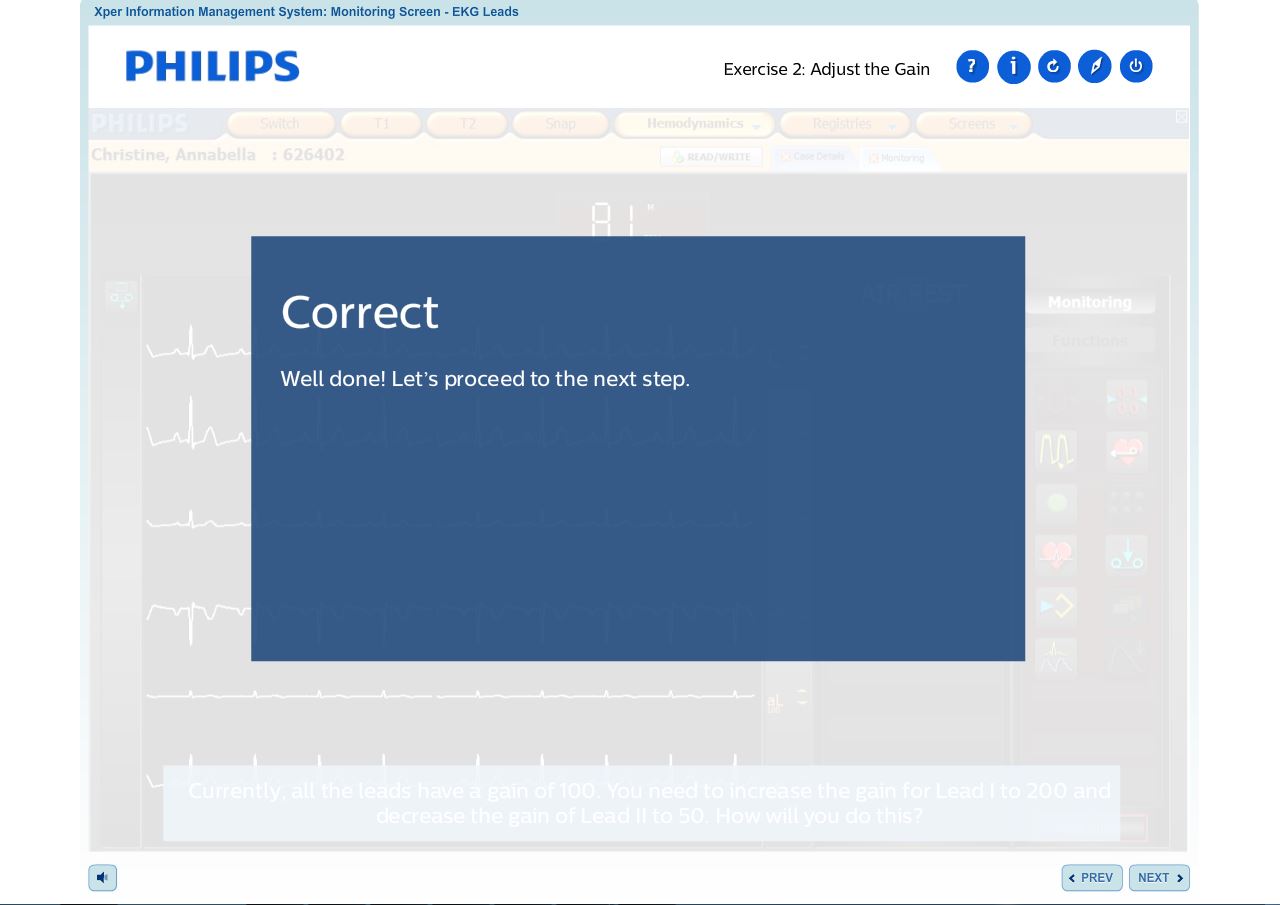 Xper Information Management System: Monitoring Screen - EKG Leads
PHILIPS
Exercise 2: Adjust the Gain
PHILIPS
Switch
T1
T2
Snap
Hemodynamics
Registries
Screens
Christine, Annabella : 626402
READ/WRITE
Case Details
Monitoring
81
M
AIR REST
Monitoring
Functions
Correct
Well done! Let's proceed to the next step.
aL
100
Currently, all the leads have a gain of 100. You need to increase the gain for Lead I to 200 and
decrease the gain of Lead II to 50. How will you do this?
PREV
NEXT